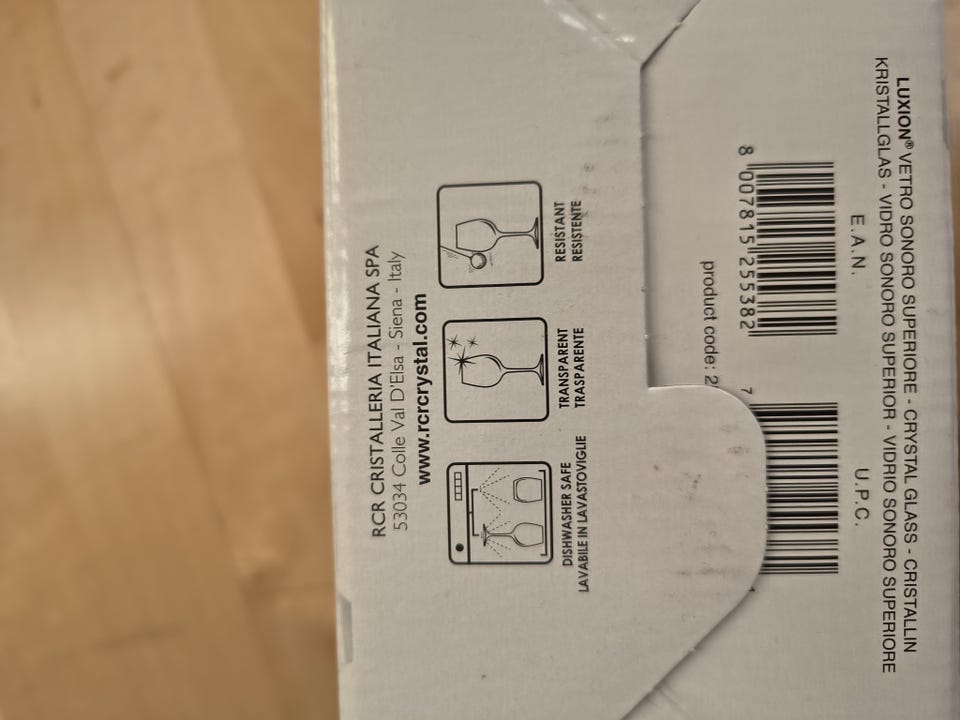 LUXION® VETRO SONORO SUPERIORE - CRYSTAL GLASS - CRISTALLIN
KRISTALLGLAS - VIDRO SONORO SUPERIOR - VIDRIO SONORO SUPERIORE
E.A.N.
U.P.C.
8 007815 255382
7
product code: 2
RCR CRISTALLERIA ITALIANA SPA
53034 Colle Val D'Elsa - Siena - Italy
www.rcrcrystal.com
DISHWASHER SAFE
LAVABILE IN LAVASTOVIGLIE
TRANSPARENT
TRASPARENTE
RESISTANT
RESISTENTE